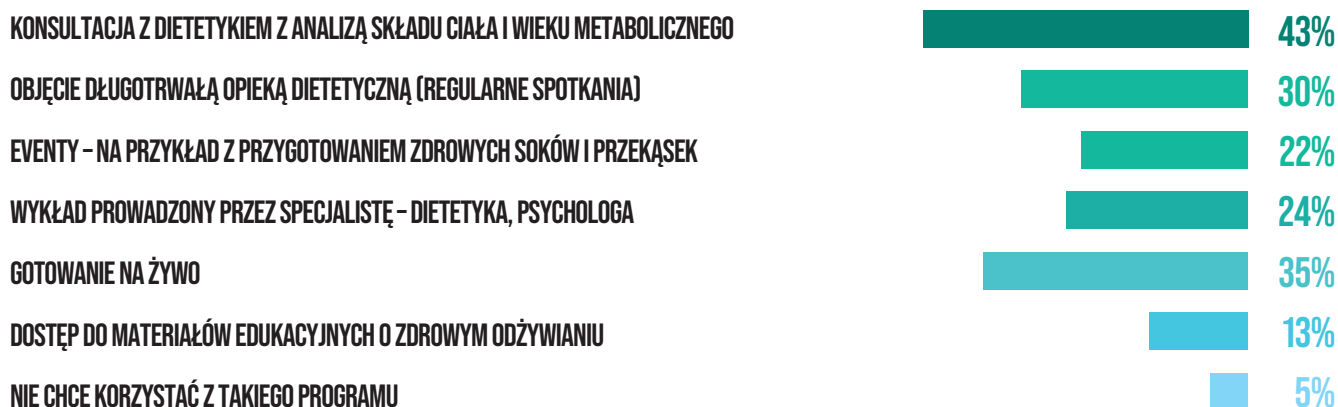 KONSULTACJA Z DIETETYKIEM Z ANALIZĄ SKŁADU CIAŁA I WIEKU METABOLICZNEGO 43%
OBJĘCIE DŁUGOTRWAŁĄ OPIEKĄ DIETETYCZNĄ (REGULARNE SPOTKANIA) 30%
EVENTY – NA PRZYKŁAD Z PRZYGOTOWANIEM ZDROWYCH SOKÓW I PRZEKĄSEK 22%
WYKŁAD PROWADZONY PRZEZ SPECJALISTĘ – DIETETYKA, PSYCHOLOGA 24%
GOTOWANIE NA ŻYWO 35%
DOSTĘP DO MATERIAŁÓW EDUKACYJNYCH O ZDROWYM ODŻYWIANIU 13%
NIE CHCE KORZYSTAĆ Z TAKIEGO PROGRAMU 5%